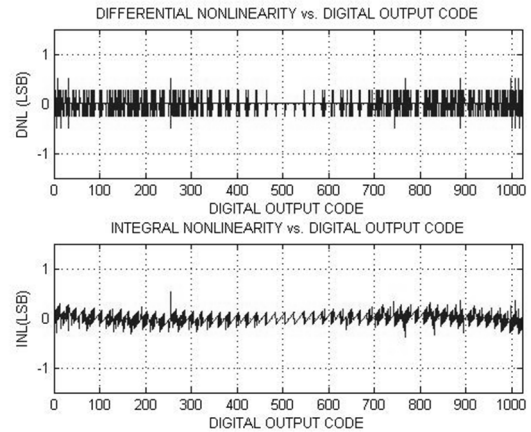 DIFFERENTIAL NONLINEARITY vs. DIGITAL OUTPUT CODE
DNL (LSB)
1
0
-1
0 100 200 300 400 500 600 700 800 900 1000
DIGITAL OUTPUT CODE
INTEGRAL NONLINEARITY vs. DIGITAL OUTPUT CODE
INL(LSB)
1
0
-1
0 100 200 300 400 500 600 700 800 900 1000
DIGITAL OUTPUT CODE